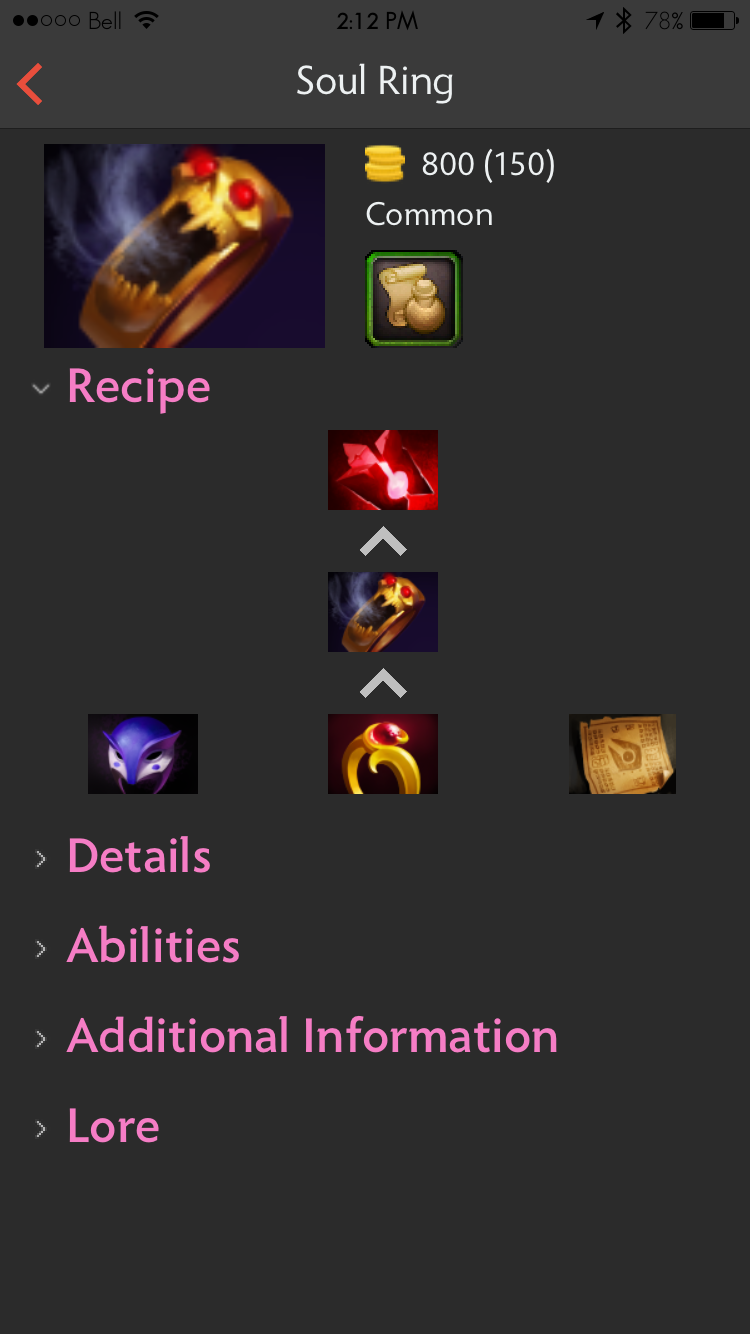 Bell 2:12 PM 78%
Soul Ring
800 (150)
Common
Recipe
Details
Abilities
Additional Information
Lore